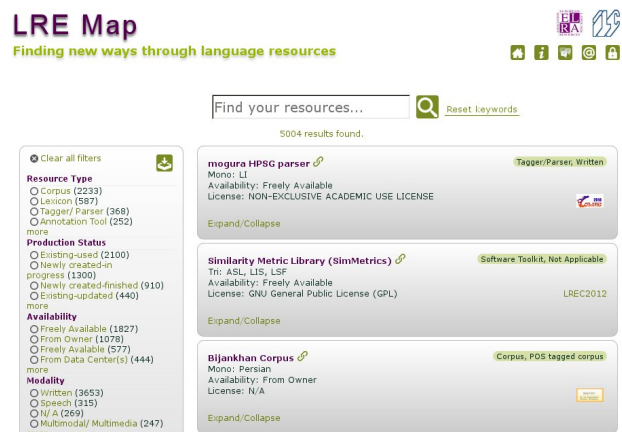 LRE Map
Finding new ways through language resources
EL
RA
Find your resources...
Reset keywords
5004 results found.
Clear all filters
Resource Type
Corpus (2233)
Lexicon (587)
Tagger/ Parser (368)
Annotation Tool (252)
more
Production Status
Existing-used (2100)
Newly created-in
progress (1300)
Newly created-finished (910)
Existing-updated (440)
more
Availability
Freely Available (1827)
From Owner (1078)
Freely Avalable (577)
From Data Center(s) (444)
more
Modality
Written (3653)
Speech (315)
N/ A (269)
Multimodal/ Multimedia (247)
mogura HPSG parser
Tagger/Parser, Written
Mono: LI
Availability: Freely Available
License: NON-EXCLUSIVE ACADEMIC USE LICENSE
Expand/Collapse
Similarity Metric Library (SimMetrics)
Software Toolkit, Not Applicable
Tri: ASL, LIS, LSF
Availability: Freely Available
License: GNU General Public License (GPL)
LREC2012
Expand/Collapse
Bijankhan Corpus
Corpus, POS tagged corpus
Mono: Persian
Availability: From Owner
License: N/A
Expand/Collapse